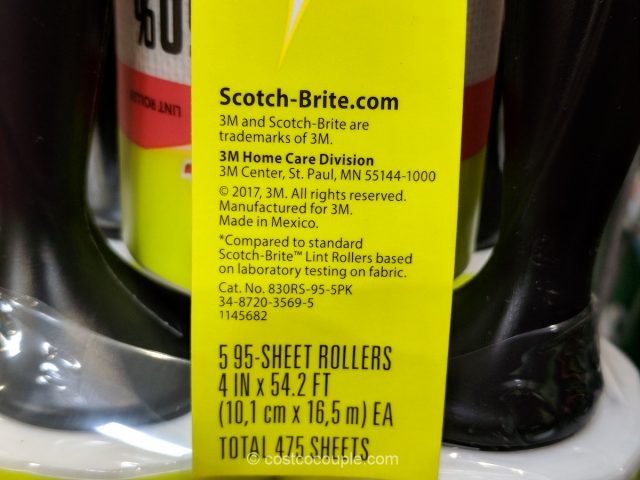 %0
LINT ROLLER
Scotch-Brite.com
3M and Scotch-Brite are
trademarks of 3M.
3M Home Care Division
3M Center, St. Paul, MN 55144-1000
© 2017, 3M. All rights reserved.
Manufactured for 3M.
Made in Mexico.
*Compared to standard
Scotch-Brite™ Lint Rollers based
on laboratory testing on fabric.
Cat. No. 830RS-95-5PK
34-8720-3569-5
1145682
5 95-SHEET ROLLERS
4 IN x 54.2 FT
(10,1 cm x 16,5 m) EA
TOTAL 475 SHEETS
© costcocouple.com